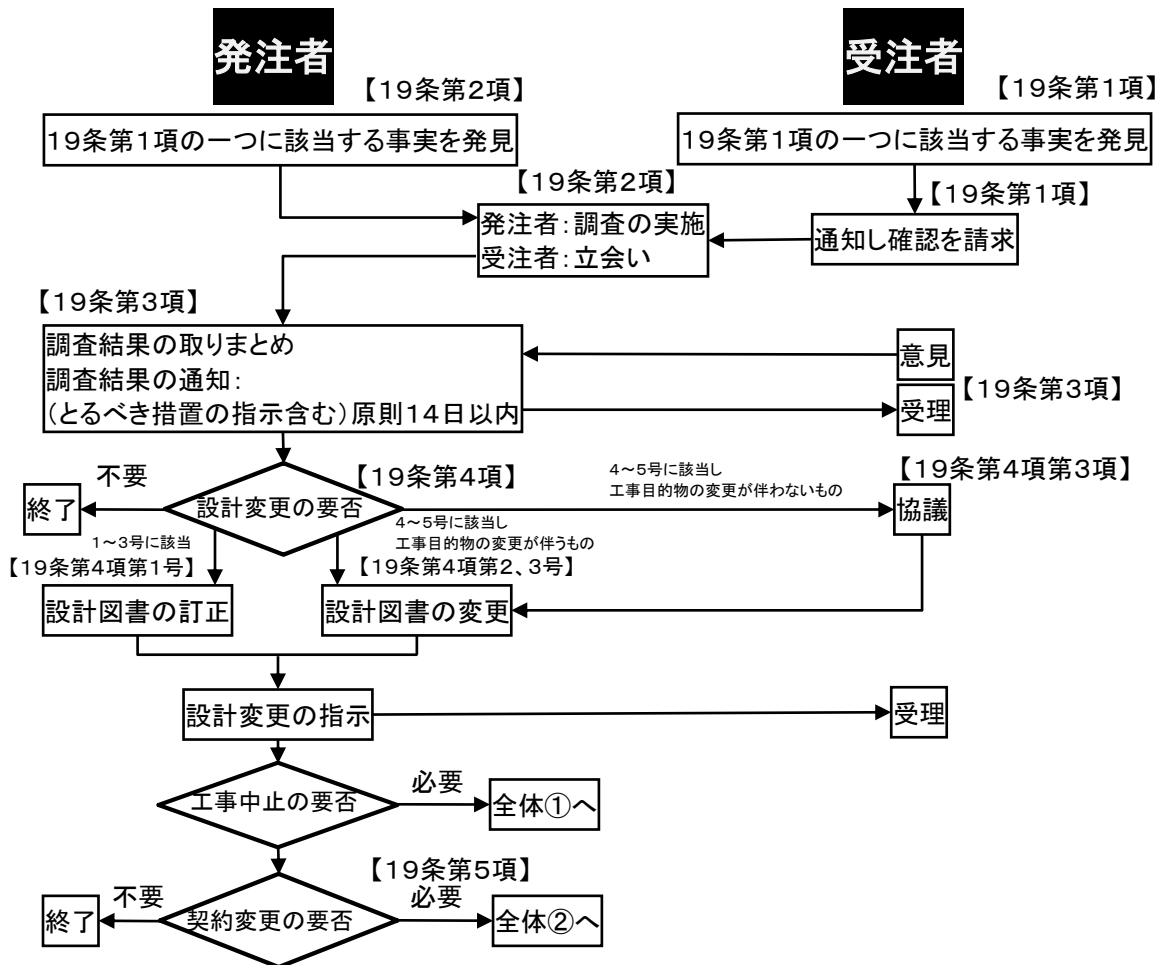 発注者
受注者
【19条第2項】
【19条第1項】
19条第1項の一つに該当する事実を発見
19条第1項の一つに該当する事実を発見
【19条第2項】
【19条第1項】
発注者:調査の実施
受注者:立会い
通知し確認を請求
【19条第3項】
調査結果の取りまとめ
調査結果の通知:
(とるべき措置の指示含む)原則14日以内
意見
【19条第3項】
受理
不要
【19条第4項】
4~5号に該当し
工事目的物の変更が伴わないもの
【19条第4項第3項】
終了
設計変更の要否
協議
1~3号に該当
4~5号に該当し
工事目的物の変更が伴うもの
【19条第4項第1号】
【19条第4項第2、3号】
設計図書の訂正
設計図書の変更
設計変更の指示
受理
工事中止の要否
必要
全体①へ
【19条第5項】
不要
必要
終了
契約変更の要否
全体②へ